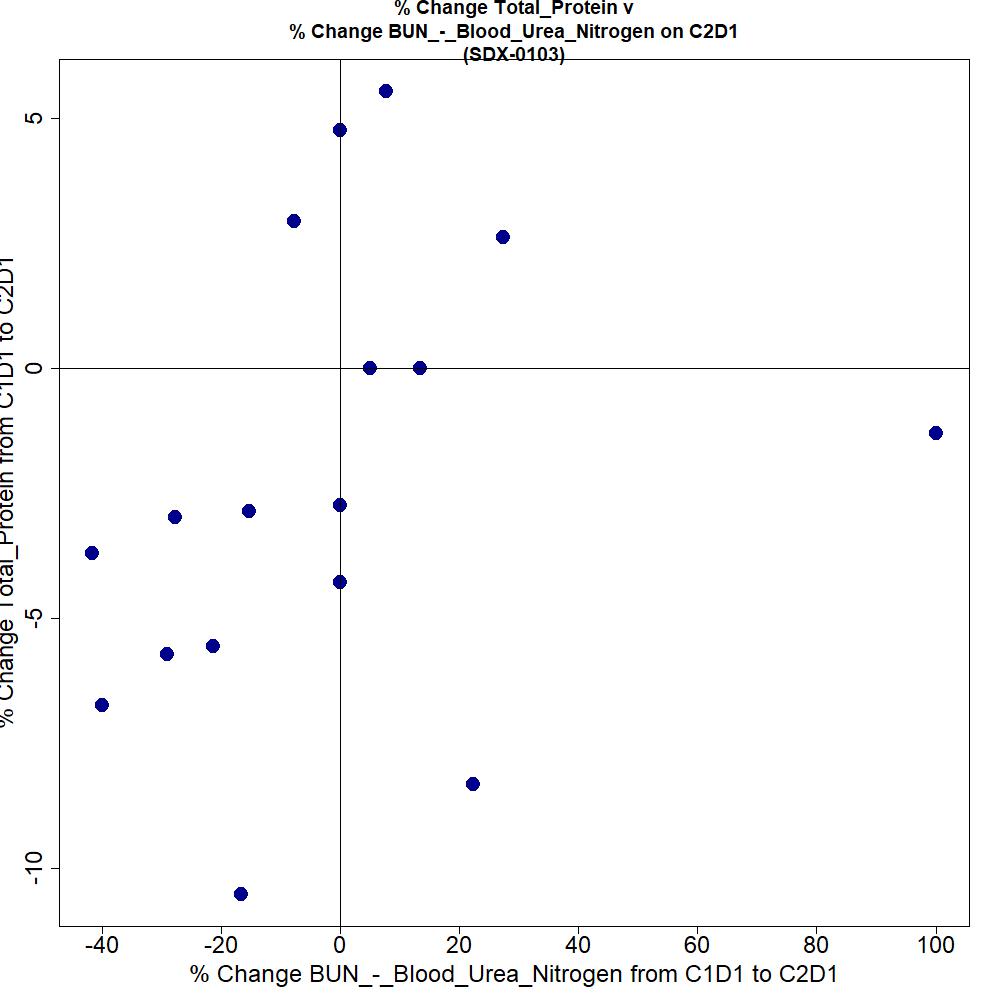 % Change Total_Protein v
% Change BUN_-_Blood_Urea_Nitrogen on C2D1
(SDX-0103)
% Change Total_Protein from C1D1 to C2D1
5
0
-5
-10
-40 -20 0 20 40 60 80 100
% Change BUN_-_Blood_Urea_Nitrogen from C1D1 to C2D1